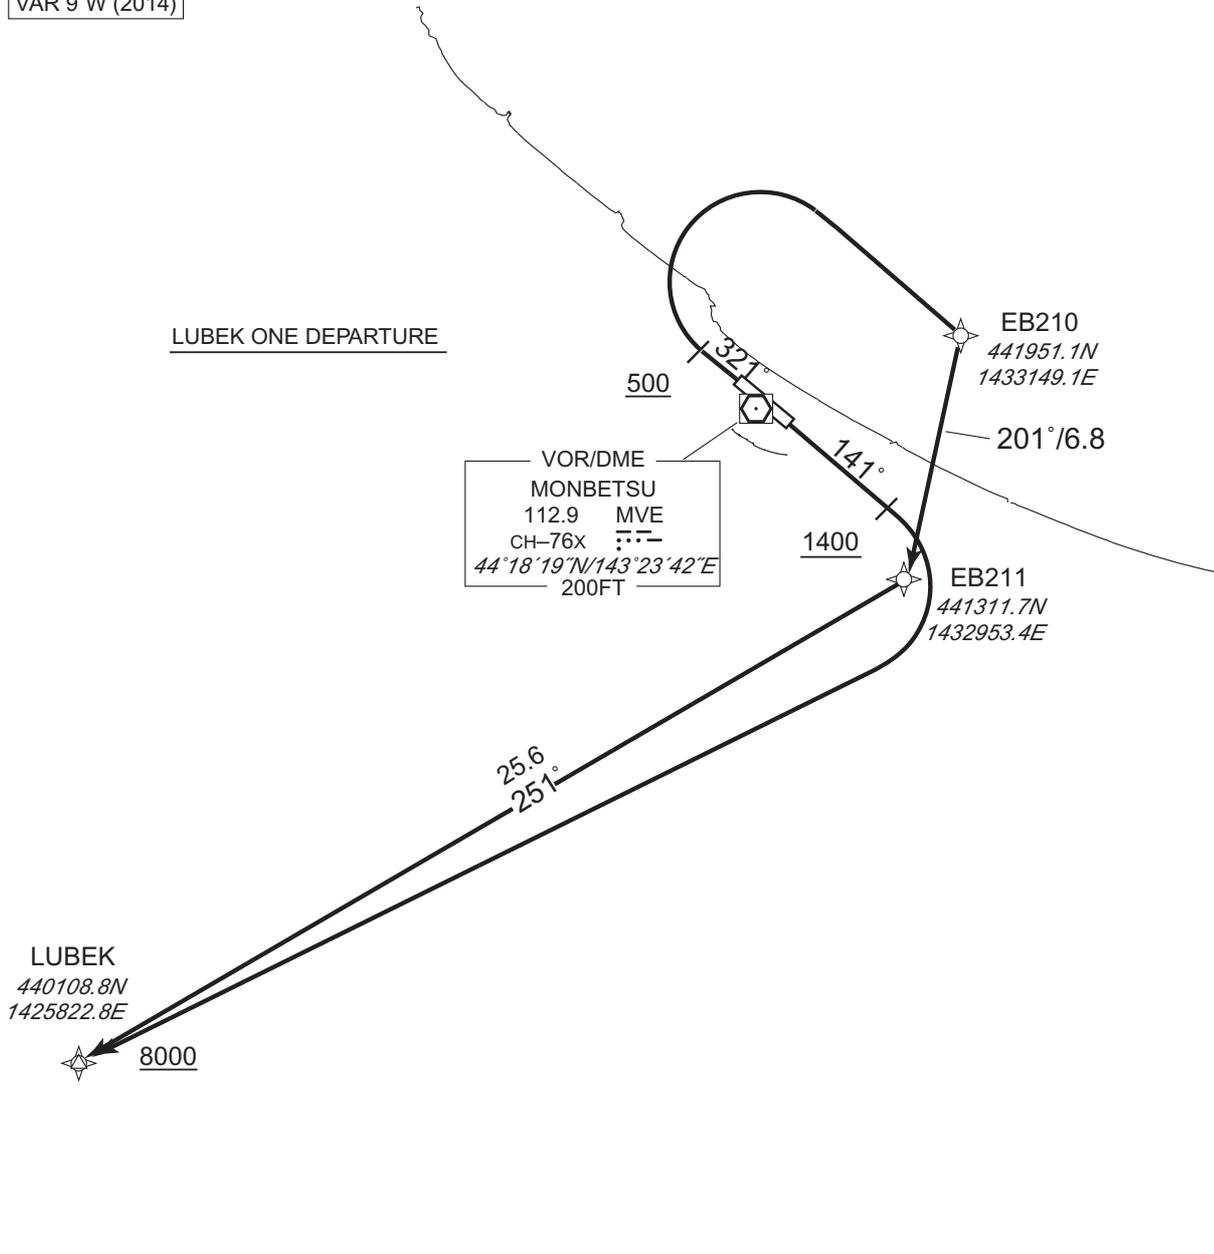 VAR 9 W (2014)
LUBEK ONE DEPARTURE
321°
500
EB210
441951.1N
1433149.1E
201°/6.8
141°
1400
VOR/DME
MONBETSU
112.9 MVE
CH–76X
44°18′19″N/143°23′42″E
200FT
EB211
441311.7N
1432953.4E
25.6
251°
LUBEK
440108.8N
1425822.8E
8000